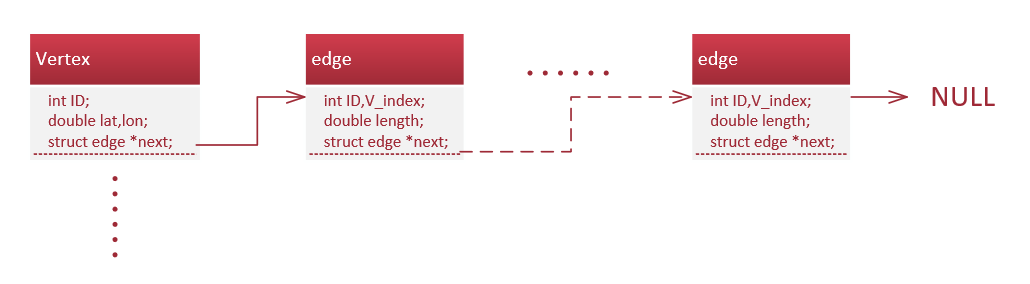 Vertex
int ID;
double lat,lon;
struct edge *next;
edge
int ID,V_index;
double length;
struct edge *next;
edge
int ID,V_index;
double length;
struct edge *next;
NULL